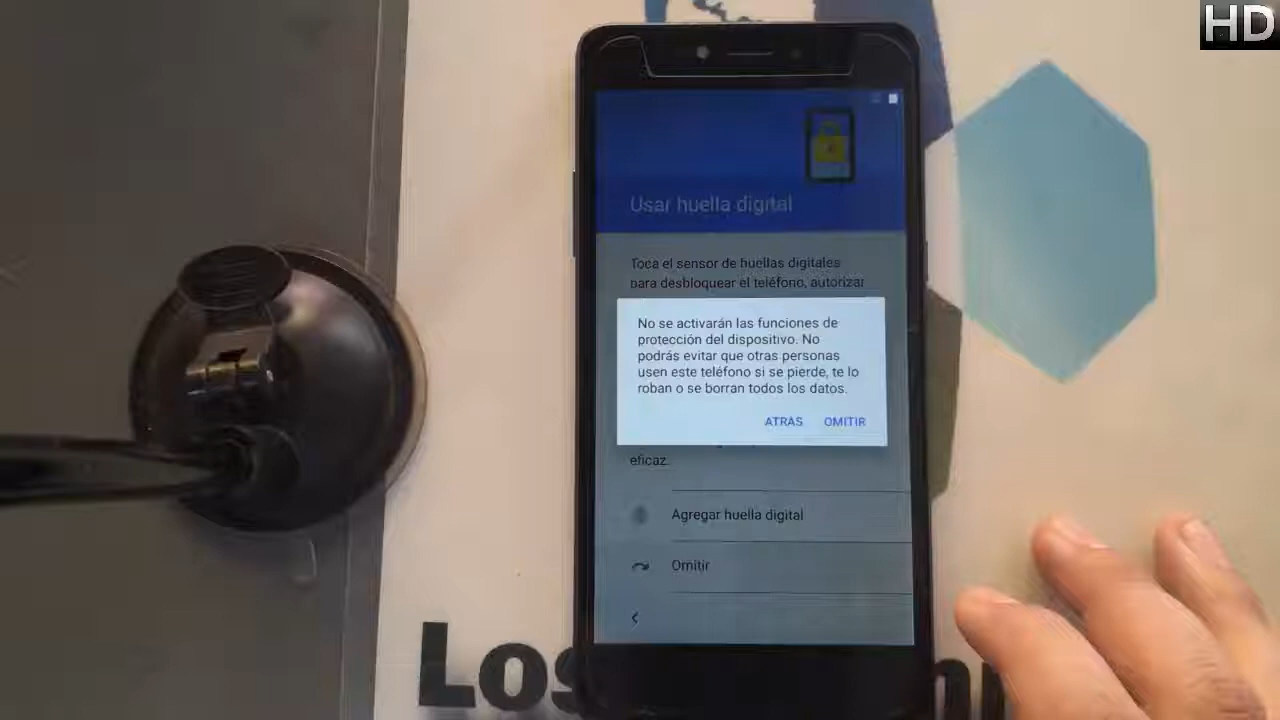 HD
Usar huella digital
Toca el sensor de huellas digitales
para desbloquear el teléfono, autorizar
No se activarán las funciones de
protección del dispositivo. No
podrás evitar que otras personas
usen este teléfono si se pierde, te lo
roban o se borran todos los datos.
ATRÁS OMITIR
eficaz.
Agregar huella digital
Omitir
Los